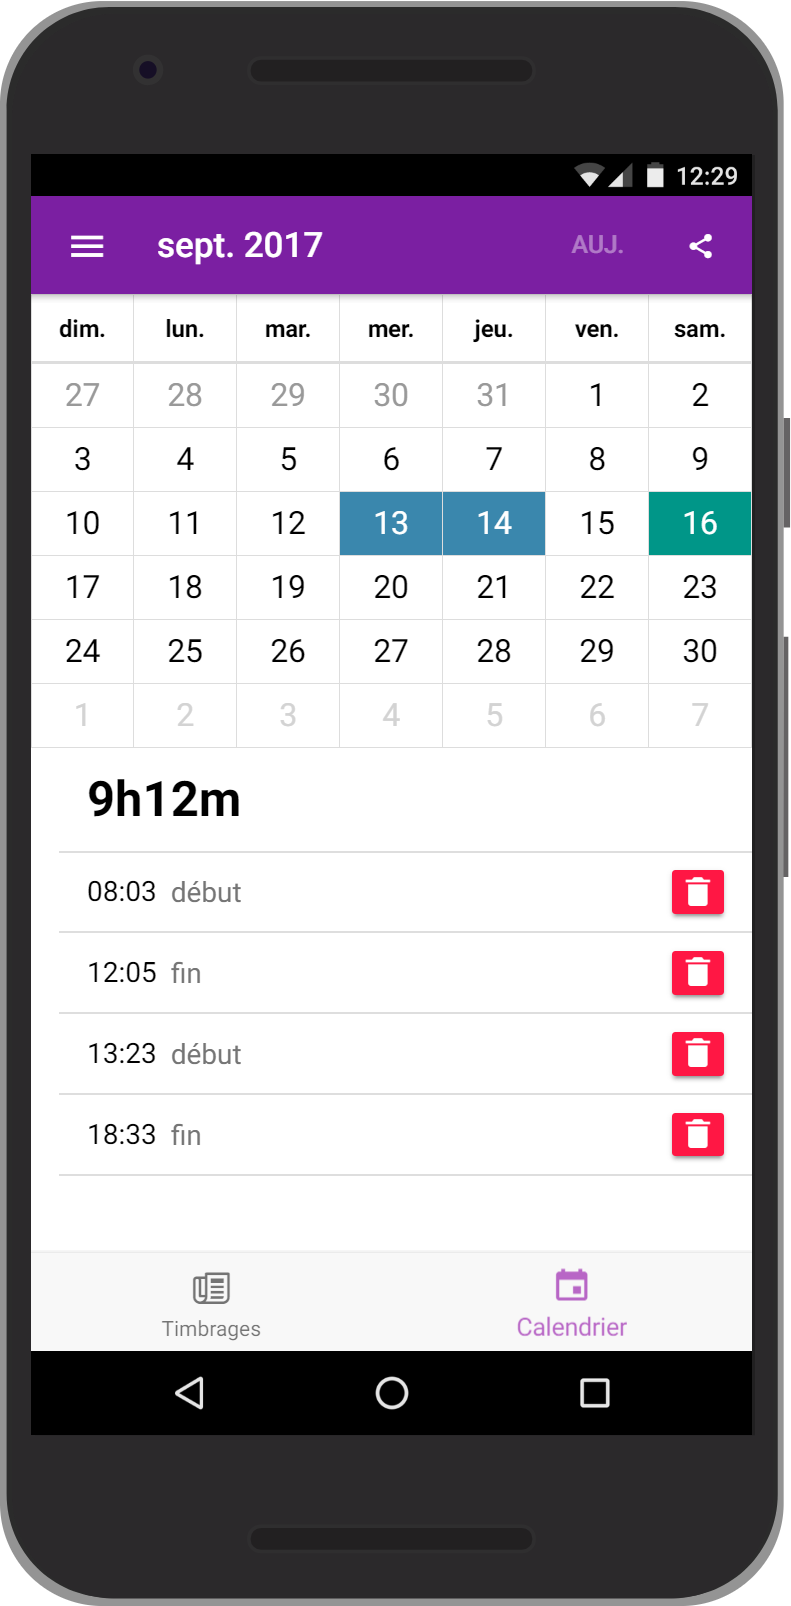 12:29
sept. 2017 AUJ.
dim. lun. mar. mer. jeu. ven. sam.
27 28 29 30 31 1 2
3 4 5 6 7 8 9
10 11 12 13 14 15 16
17 18 19 20 21 22 23
24 25 26 27 28 29 30
1 2 3 4 5 6 7
9h12m
08:03 début
12:05 fin
13:23 début
18:33 fin
Timbrages Calendrier